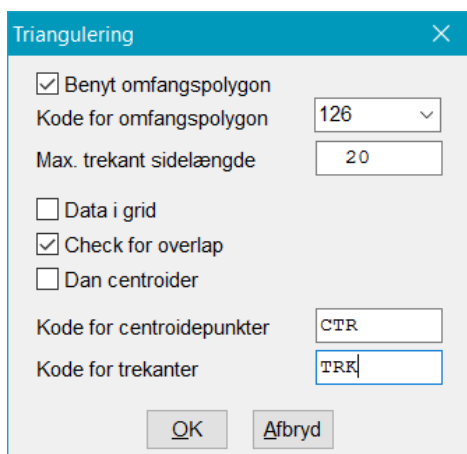 Triangulering
Benyt omfangspolygon
Kode for omfangspolygon 126
Max. trekant sidelængde 20
Data i grid
Check for overlap
Dan centroider
Kode for centroidepunkter CTR
Kode for trekanter TRK
OK Afbryd